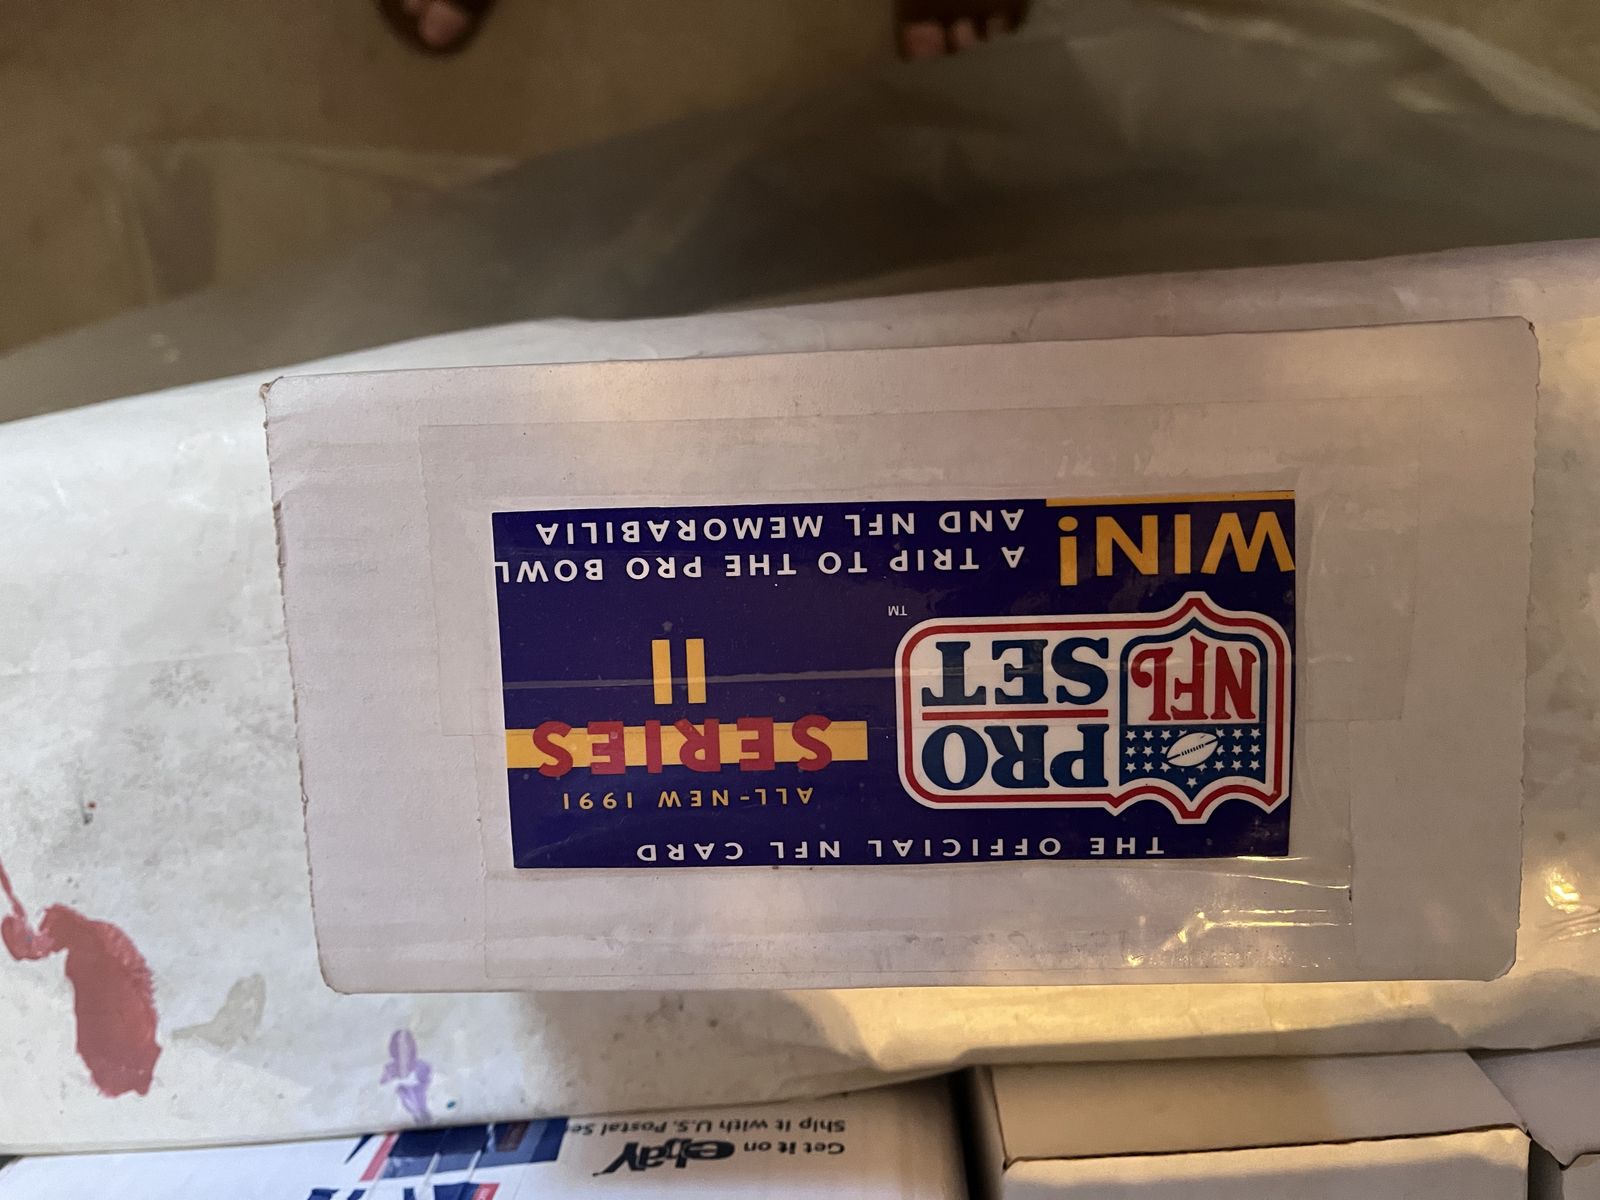 THE OFFICIAL NFL CARD
ALL-NEW 1991
SERIES
II
NFL
PRO
SET
TM
WIN!
A TRIP TO THE PRO BOWL
AND NFL MEMORABILIA
Get it on ebay
Ship it with U.S. Postal Se